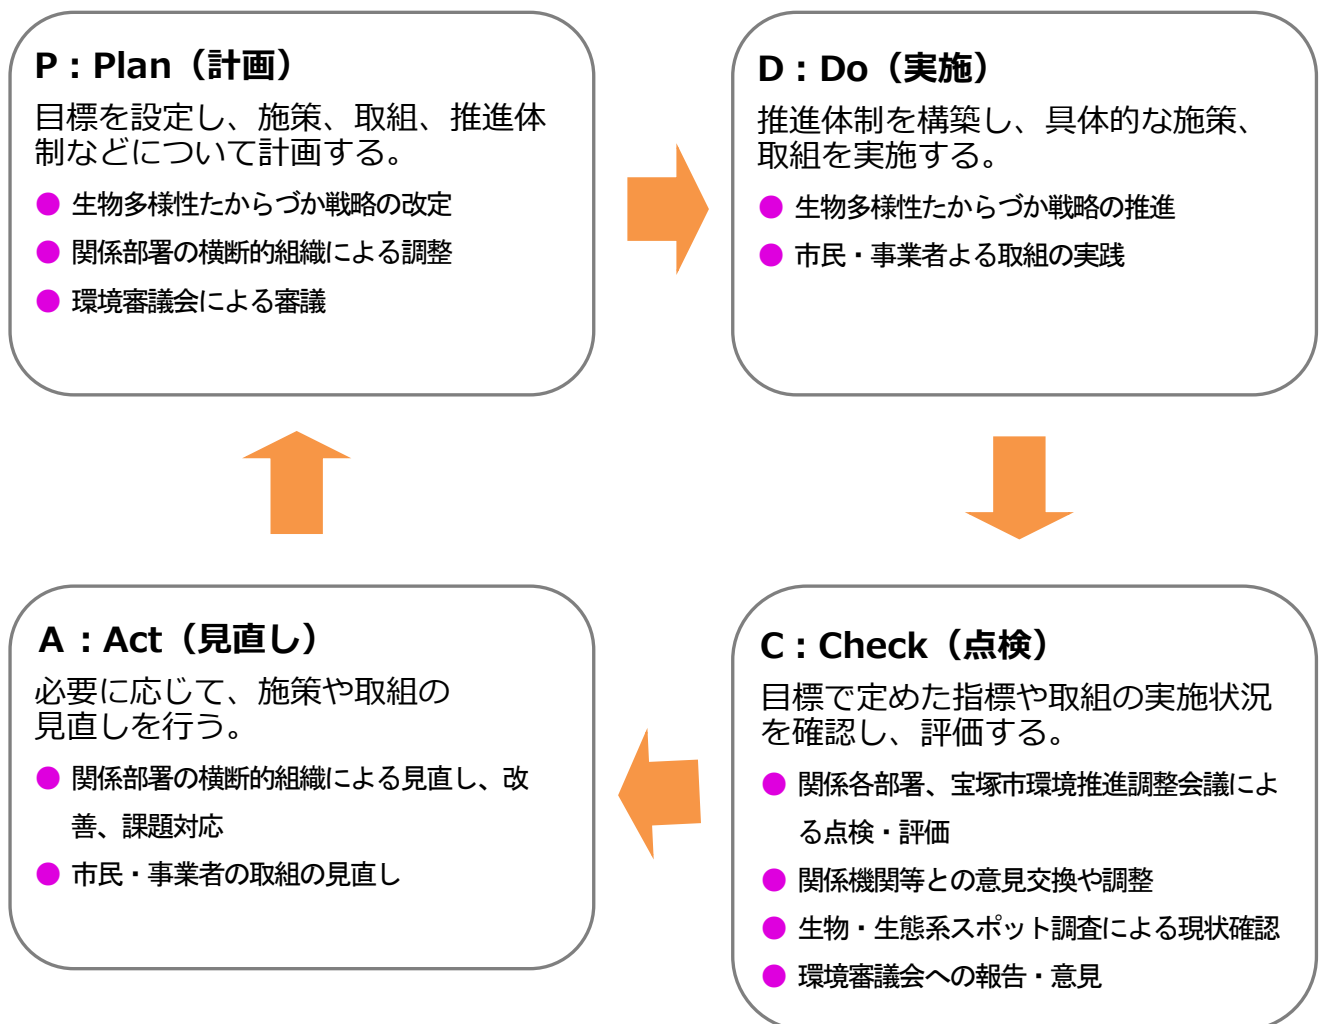 P：Plan（計画）
目標を設定し、施策、取組、推進体
制などについて計画する。
● 生物多様性たからづか戦略の改定
● 関係部署の横断的組織による調整
● 環境審議会による審議
D：Do（実施）
推進体制を構築し、具体的な施策、
取組を実施する。
● 生物多様性たからづか戦略の推進
● 市民・事業者よる取組の実践
C：Check（点検）
目標で定めた指標や取組の実施状況
を確認し、評価する。
● 関係各部署、宝塚市環境推進調整会議によ
る点検・評価
● 関係機関等との意見交換や調整
● 生物・生態系スポット調査による現状確認
● 環境審議会への報告・意見
A：Act（見直し）
必要に応じて、施策や取組の
見直しを行う。
● 関係部署の横断的組織による見直し、改
善、課題対応
● 市民・事業者の取組の見直し